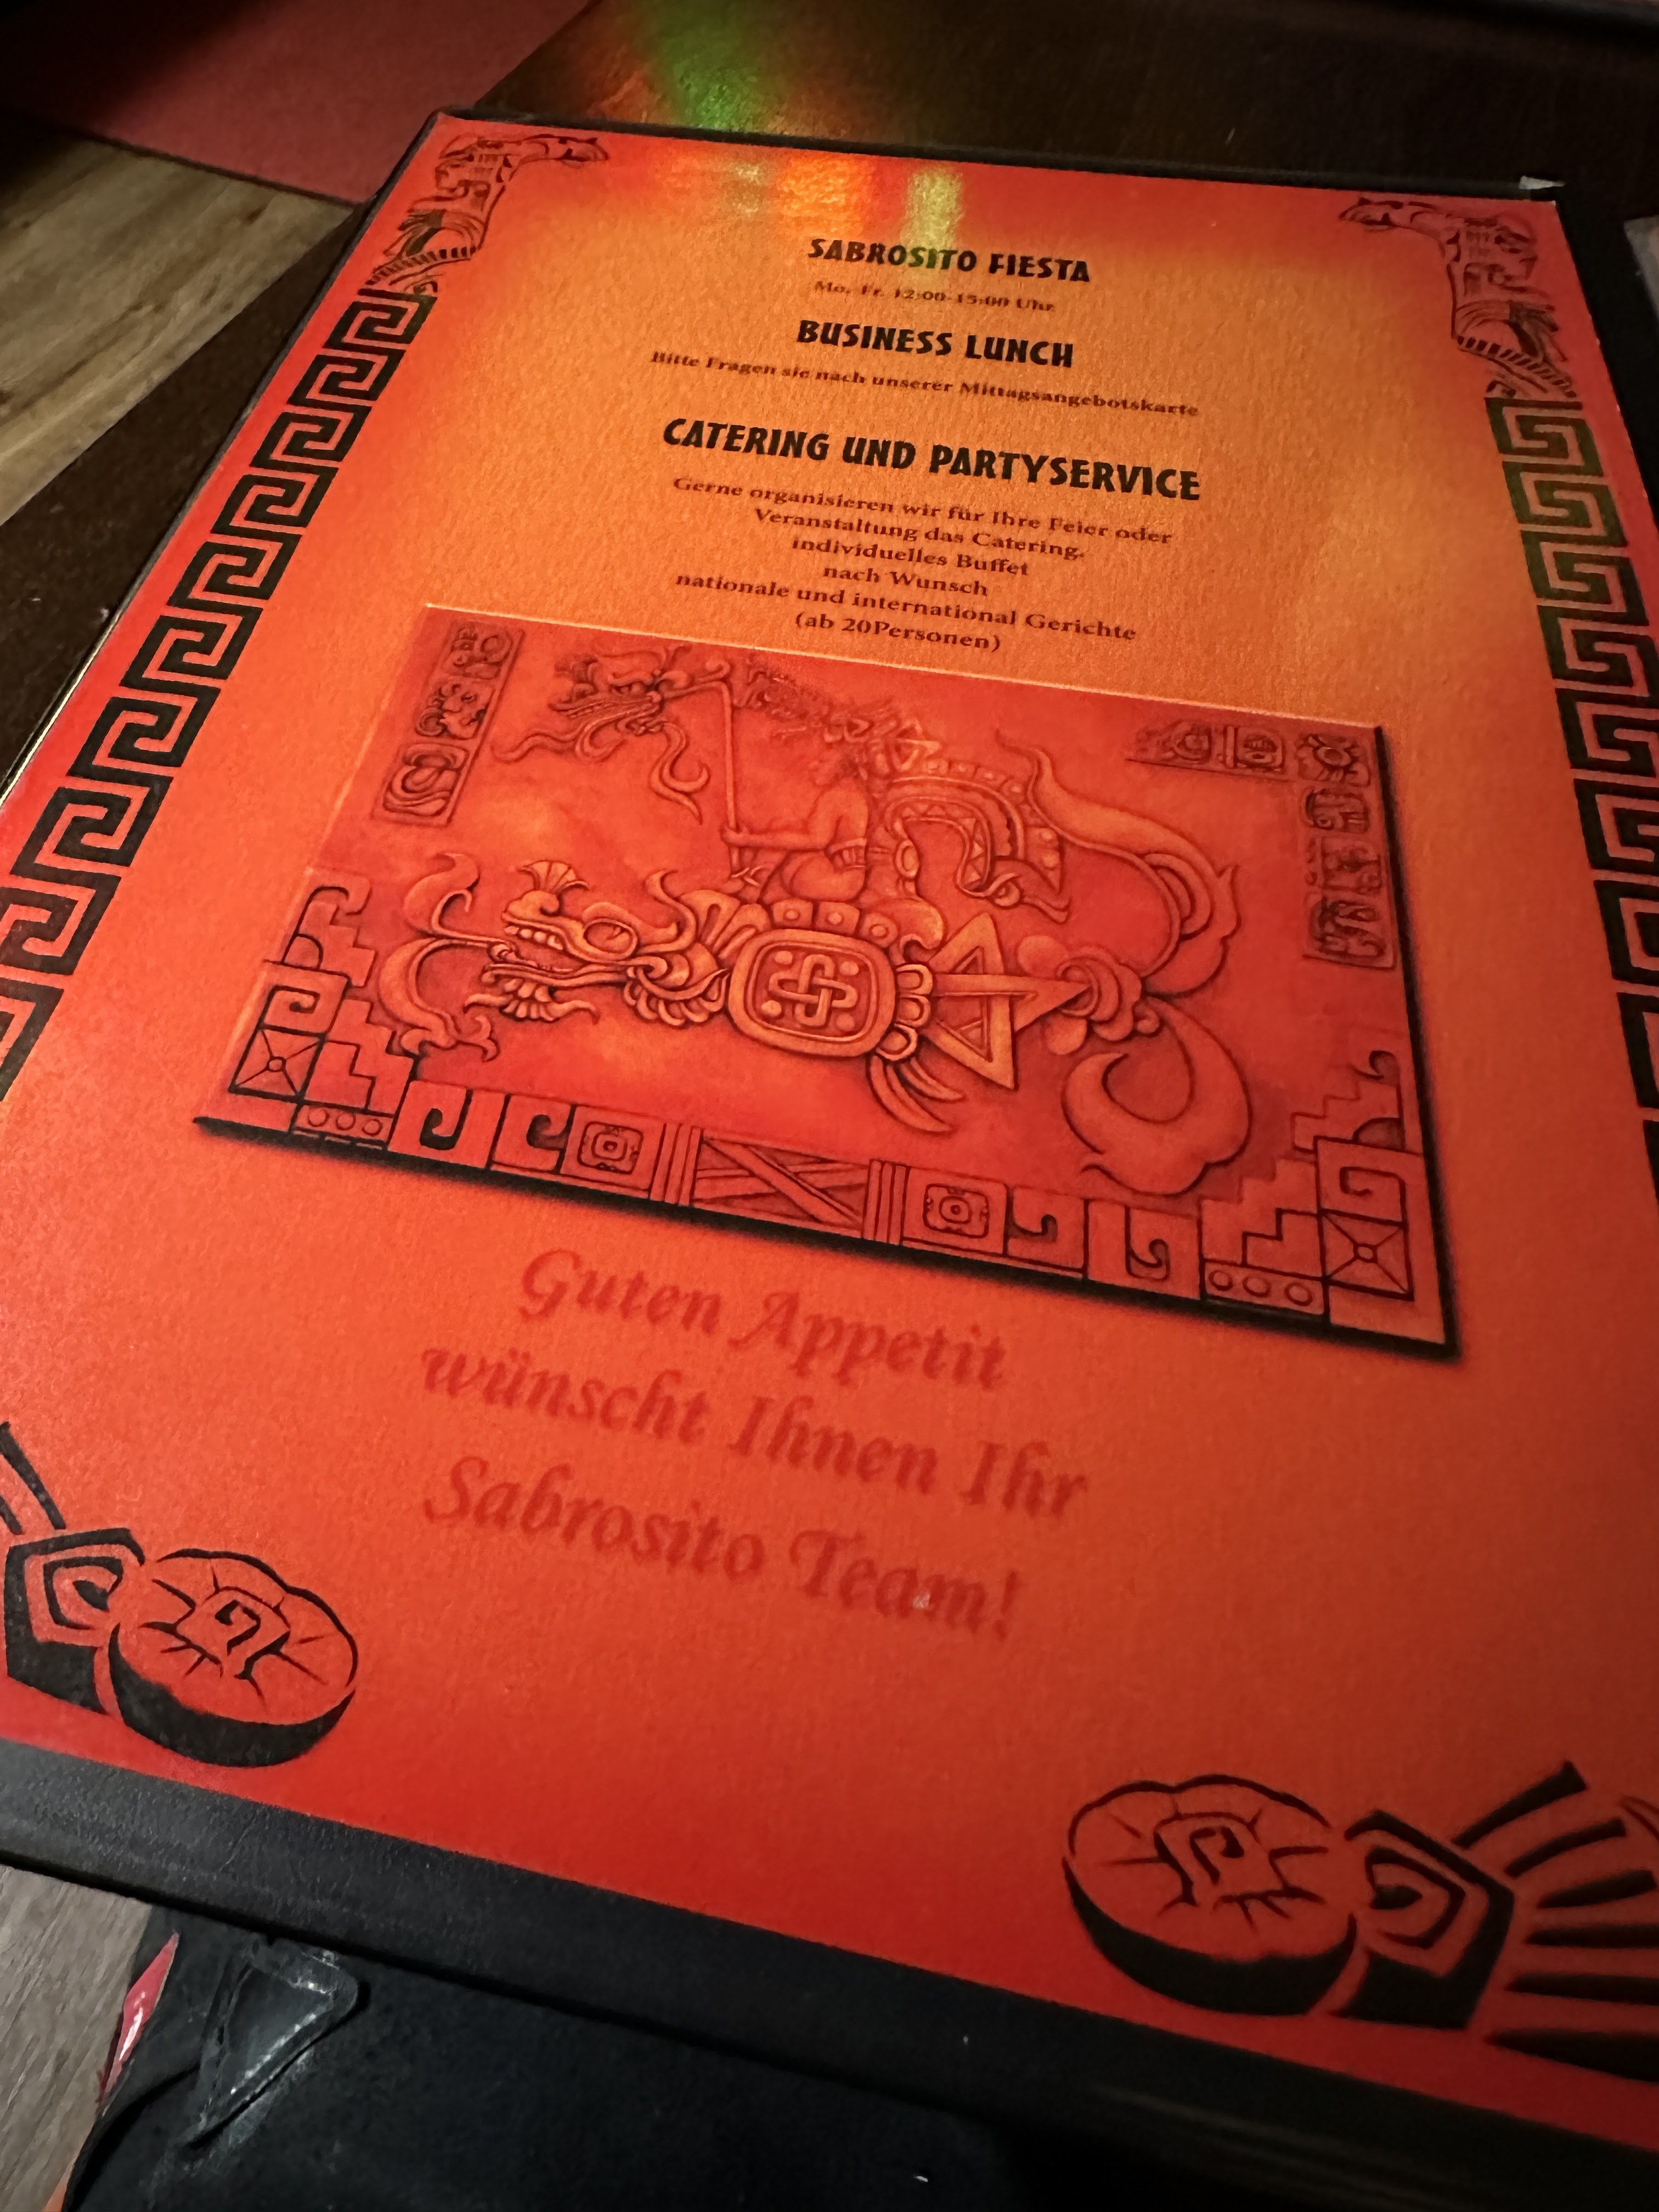 SABROSITO FIESTA
Mo. Fr. 12:00-15:00 Uhr
BUSINESS LUNCH
Bitte Fragen sie nach unserer Mittagsangebotskarte
CATERING UND PARTYSERVICE
Gerne organisieren wir für Ihre Feier oder
Veranstaltung das Catering.
individuelles Buffet
nach Wunsch
nationale und international Gerichte
(ab 20Personen)
Guten Appetit
wünscht Ihnen Ihr
Sabrosito Team!